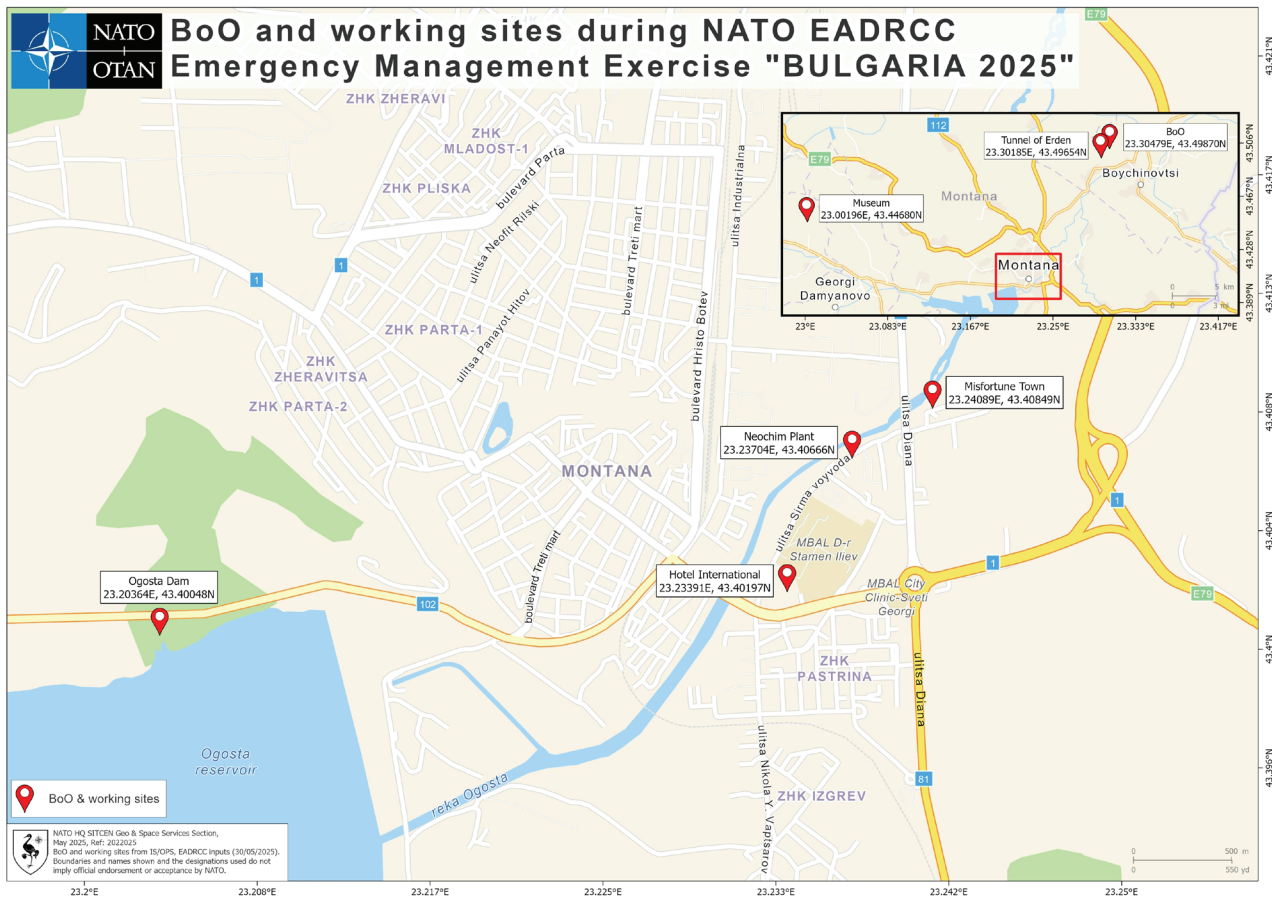 NATO
OTAN
BoO and working sites during NATO EADRCC
Emergency Management Exercise "BULGARIA 2025"
E79
43.421°N
ZHK ZHERAVI
ZHK
MLADOST-1
bulevard Parta
ZHK PLISKA
ulitsa Neofit Rilski
ulitsa Industrialna
bulevard Treti mart
112
Tunnel of Erden
23.30185E, 43.49654N
BoO
23.30479E, 43.49870N
43.506°N
E79
Boychinovtsi
43.417°N
Montana
43.467°N
Museum
23.00196E, 43.44680N
43.428°N
Montana
Georgi
Damyanovo
0 5 km
0 3 mi
43.413°N
43.389°N
23°E
23.083°E
23.167°E
23.25°E
23.333°E
23.417°E
1
1
ulitsa Panayot Hitov
ZHK PARTA-1
bulevard Hristo Botev
ZHK
ZHERAVITSA
ZHK PARTA-2
Misfortune Town
23.24089E, 43.40849N
43.408°N
ulitsa Diana
Neochim Plant
23.23704E, 43.40666N
MONTANA
ulitsa Sirma voyvoda
1
43.404°N
MBAL D-r
Stamen Iliev
boulevard Treti mart
1
Hotel International
23.23391E, 43.40197N
MBAL City
Clinic-Sveti
Georgi
Ogosta Dam
23.20364E, 43.40048N
102
E79
43.4°N
ZHK
PASTRINA
ulitsa Diana
Ogosta
reservoir
43.396°N
81
reka Ogosta
ulitsa Nikola Y. Vaptsarov
ZHK IZGREV
BoO & working sites
NATO HQ SITCEN Geo & Space Services Section,
May 2025, Ref: 2022025
BoO and working sites from IS/OPS, EADRCC inputs (30/05/2025).
Boundaries and names shown and the designations used do not
imply official endorsement or acceptance by NATO.
0 500 m
0 550 yd
23.2°E
23.208°E
23.217°E
23.225°E
23.233°E
23.242°E
23.25°E